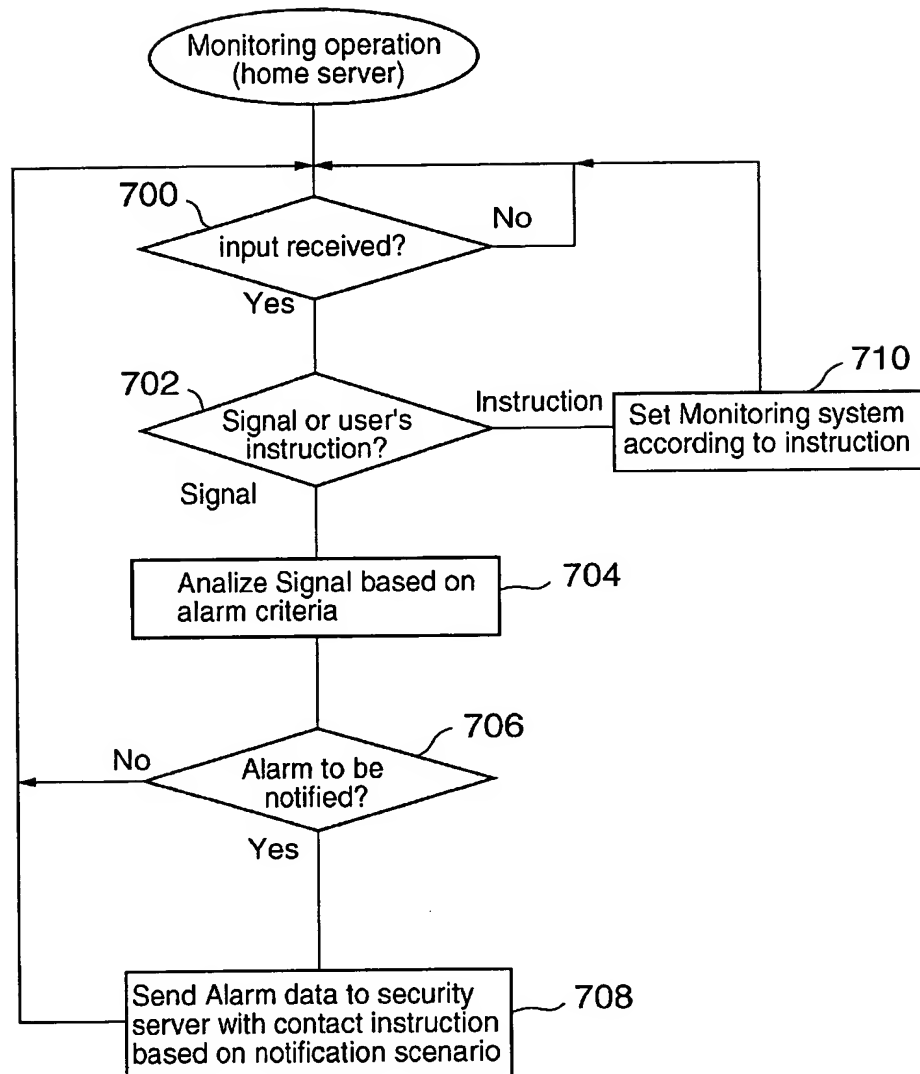 Monitoring operation
(home server)
700
input received?
No
Yes
702
Signal or user's
instruction?
Instruction
710
Set Monitoring system
according to instruction
Signal
Analize Signal based on
alarm criteria
704
706
No
Alarm to be
notified?
Yes
Send Alarm data to security
server with contact instruction
based on notification scenario
708